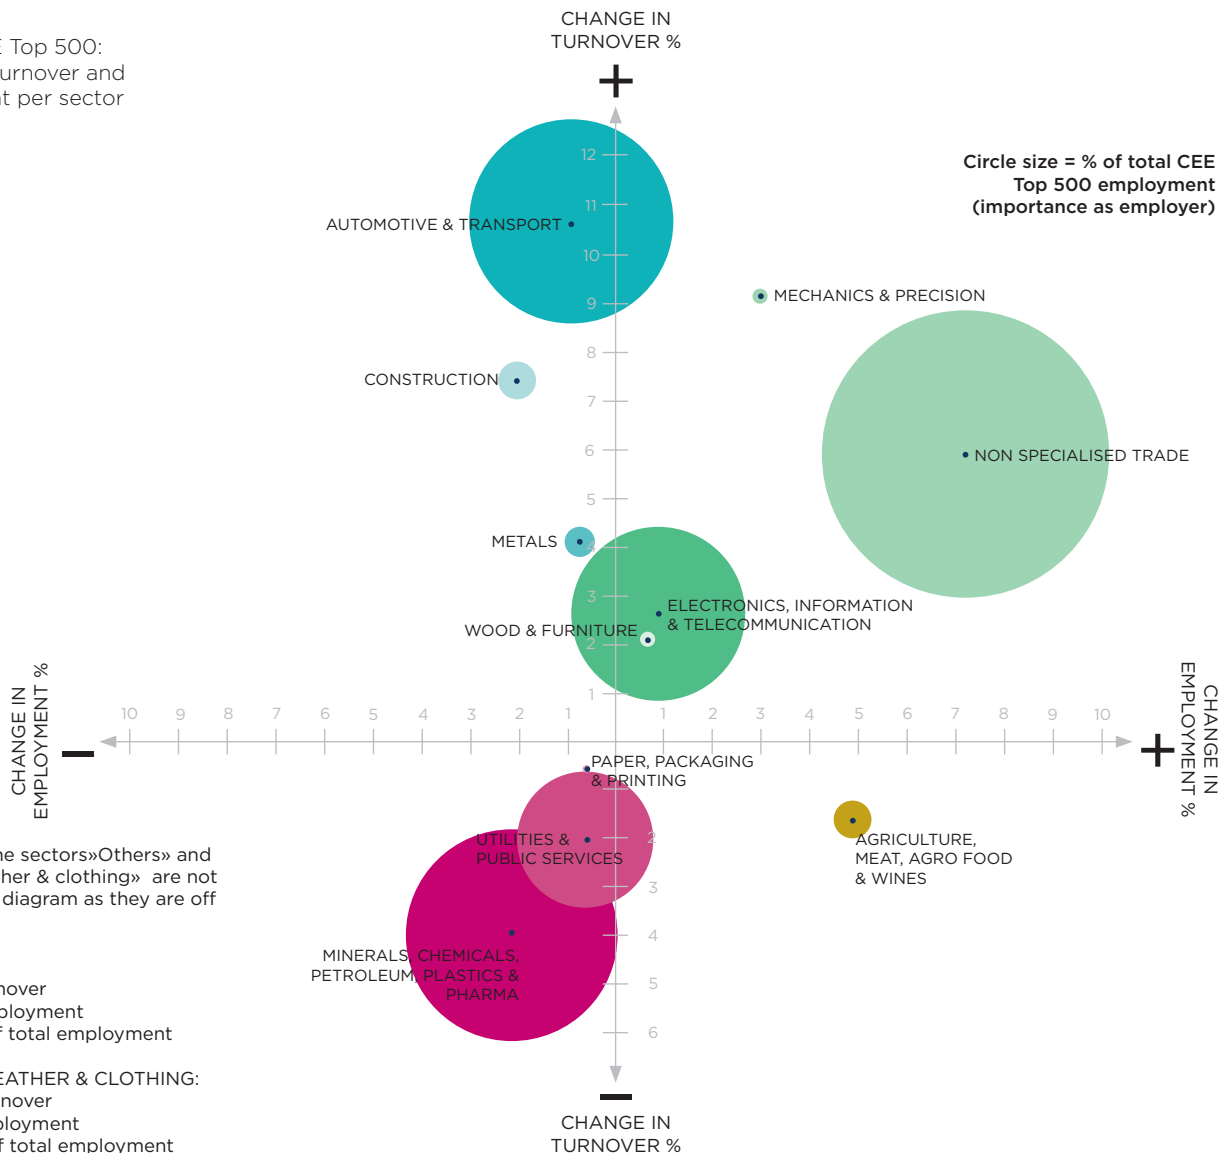 CHANGE IN
TURNOVER %
E Top 500:
urnover and
t per sector
12
11
10
9
8
7
6
5
4
3
2
1
Circle size = % of total CEE
Top 500 employment
(importance as employer)
AUTOMOTIVE & TRANSPORT
MECHANICS & PRECISION
CONSTRUCTION
NON SPECIALISED TRADE
METALS
ELECTRONICS, INFORMATION
& TELECOMMUNICATION
WOOD & FURNITURE
CHANGE IN
EMPLOYMENT %
10 9 8 7 6 5 4 3 2 1 1 2 3 4 5 6 7 8 9 10
CHANGE IN
EMPLOYMENT %
PAPER, PACKAGING
& PRINTING
UTILITIES &
PUBLIC SERVICES
AGRICULTURE,
MEAT, AGRO FOOD
& WINES
2
3
4
5
6
MINERALS, CHEMICALS,
PETROLEUM, PLASTICS &
PHARMA
ne sectors»Others» and
her & clothing» are not
diagram as they are off
nover
ployment
f total employment
EATHER & CLOTHING:
nover
ployment
f total employment
CHANGE IN
TURNOVER %